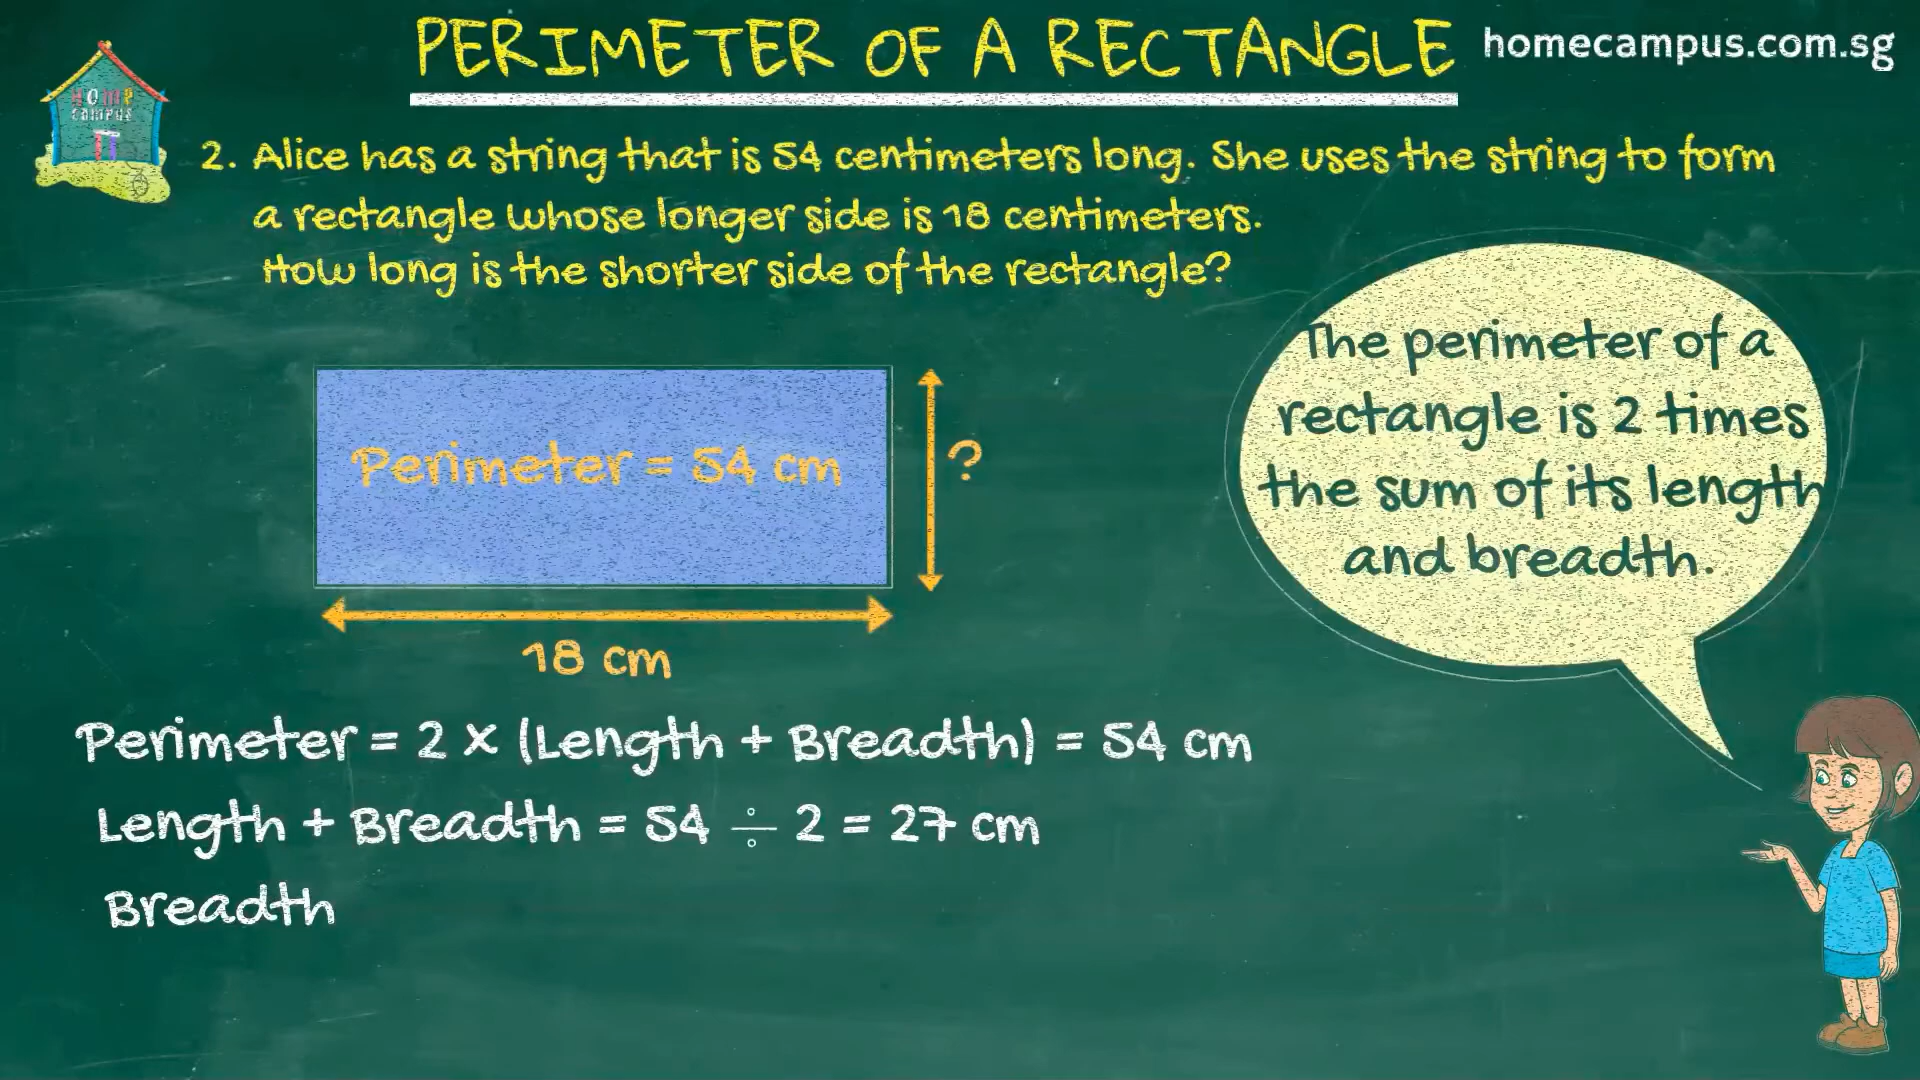 PERIMETER OF A RECTANGLE
homecampus.com.sg
HOME
CAMPUS
2. Alice has a string that is 54 centimeters long. She uses the string to form
a rectangle whose longer side is 18 centimeters.
How long is the shorter side of the rectangle?
The perimeter of a
rectangle is 2 times
the sum of its length
and breadth.
Perimeter = 54 cm
?
18 cm
Perimeter = 2 x (Length + Breadth) = 54 cm
Length + Breadth = 54 ÷ 2 = 27 cm
Breadth